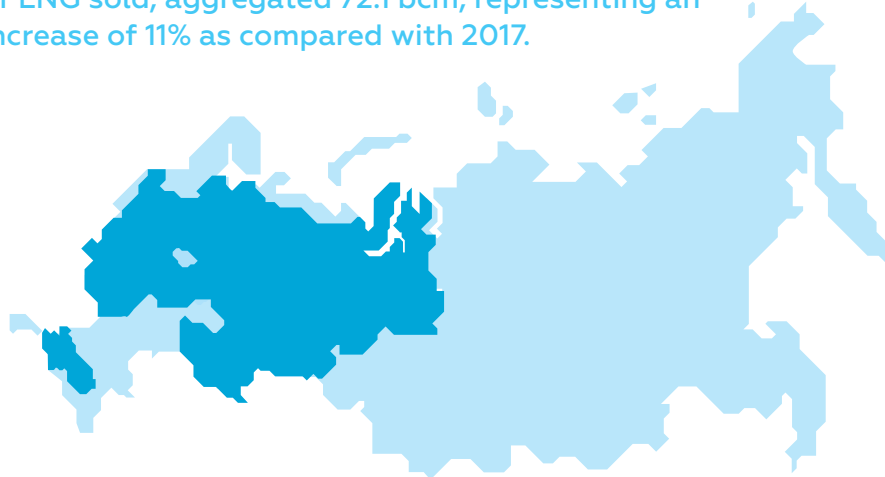 LNG sold, aggregated 72.1 bcm, representing an
ncrease of 11% as compared with 2017.